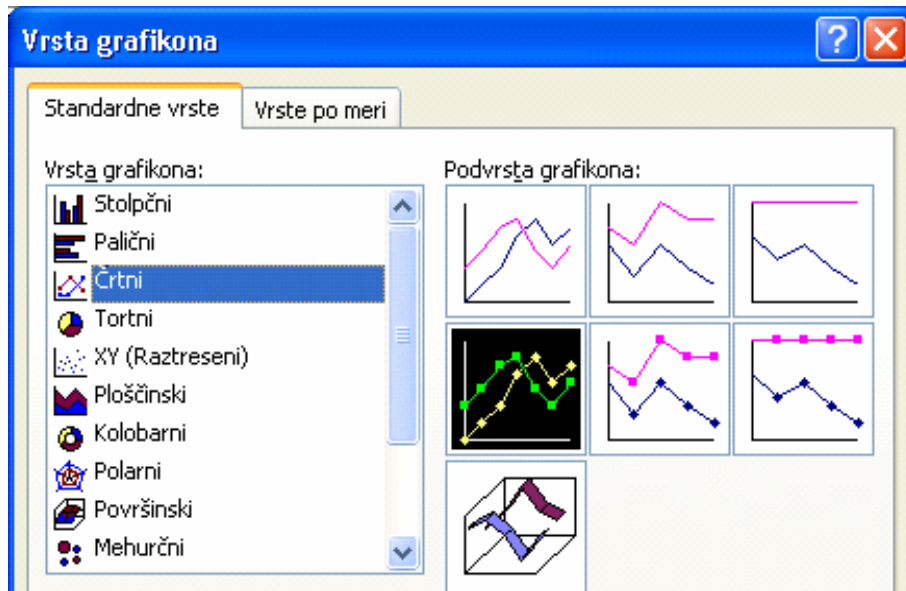 Vrsta grafikona
Standardne vrste
Vrste po meri
Vrsta grafikona:
Stolpčni
Palični
Črtni
Tortni
XY (Raztreseni)
Ploščinski
Kolobarni
Polarni
Površinski
Mehurčni
Podvrsta grafikona: